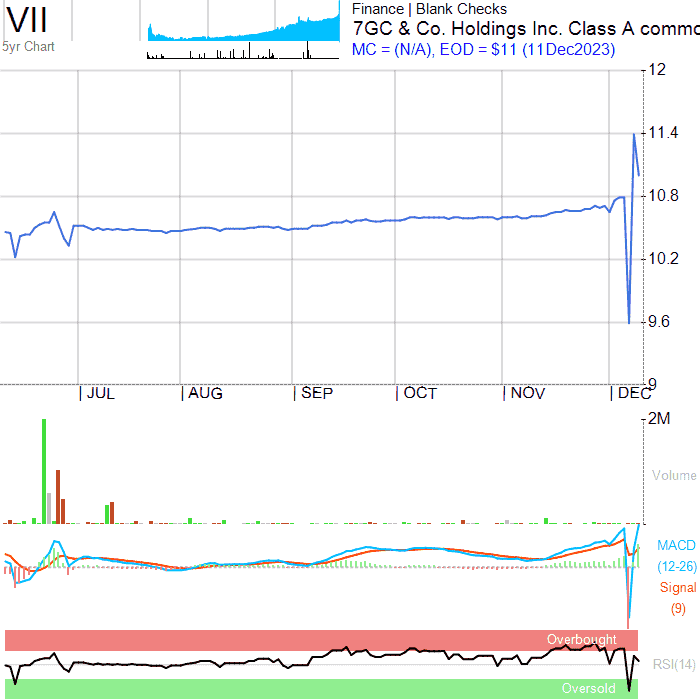 VII
5yr Chart
Finance | Blank Checks
7GC & Co. Holdings Inc. Class A commo
MC = (N/A), EOD = $11 (11Dec2023)
12
11.4
10.8
10.2
9.6
9
| JUL | AUG | SEP | OCT | NOV | DEC
2M
Volume
MACD
(12-26)
Signal
(9)
Overbought
RSI(14)
Oversold